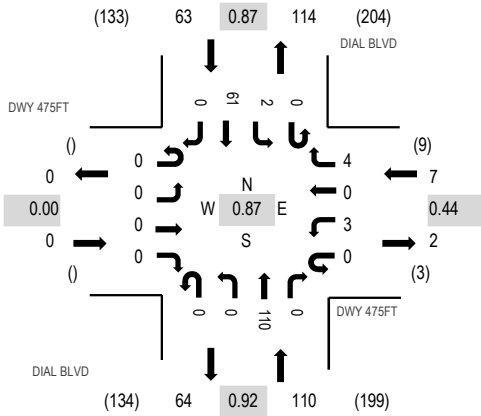 (133) 63 0.87 114 (204)
DIAL BLVD
DWY 475FT
0 61 2 0
() 0 4 (9)
0 7
0 N 0
0.00 W 0.87 E 0.44
0 S 3
0 2
() 0 0 (3)
0 0 110 0
DWY 475FT
DIAL BLVD
(134) 64 0.92 110 (199)